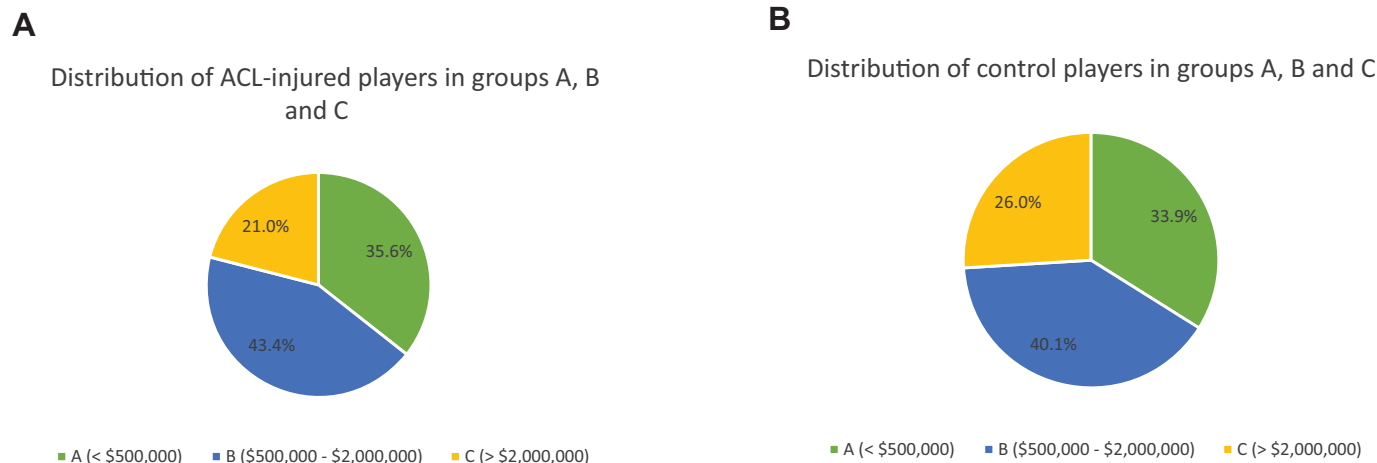 A
Distribution of ACL-injured players in groups A, B
and C
21.0%
35.6%
43.4%
A (< $500,000) B ($500,000 - $2,000,000) C (> $2,000,000)
B
Distribution of control players in groups A, B and C
26.0%
33.9%
40.1%
A (< $500,000) B ($500,000 - $2,000,000) C (> $2,000,000)